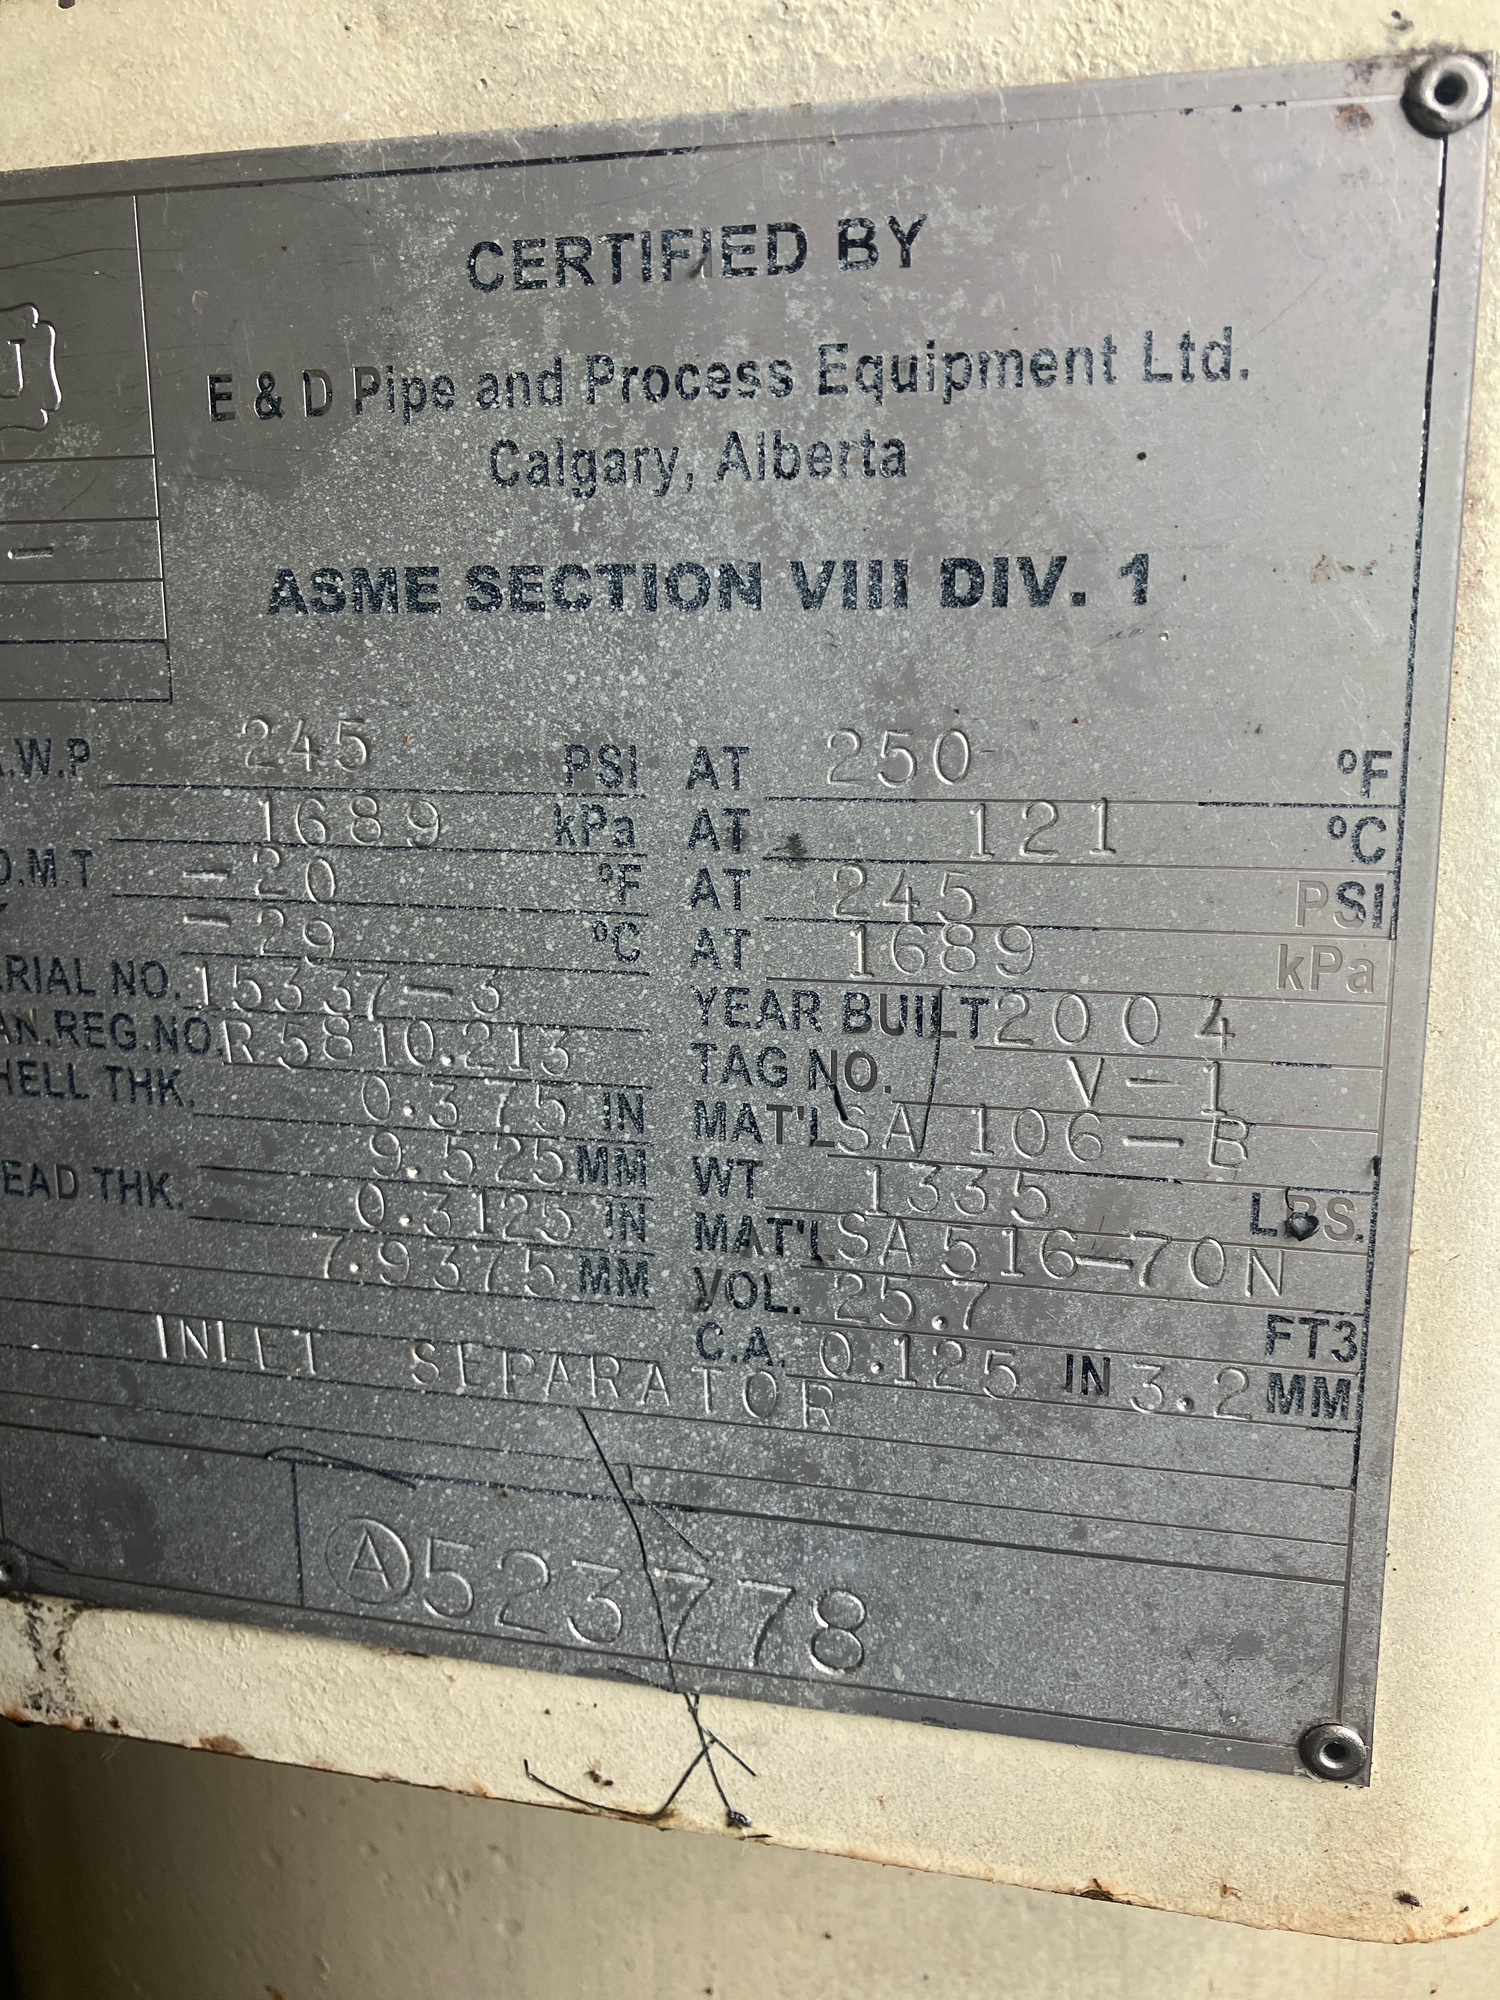 CERTIFIED BY
E & D Pipe and Process Equipment Ltd.
Calgary, Alberta
ASME SECTION VIII DIV. 1
J
-
.W.P 245 PSI AT 250 °F
1689 kPa AT 121 °C
D.M.T -20 °F AT 245 PSI
-29 °C AT 1689 kPa
RIAL NO. 15337-3 YEAR BUILT 2004
AN.REG.NO. R5810.213 TAG NO. V-1
HELL THK. 0.375 IN MAT'L SA 106-B
9.525 MM WT 1335 LBS.
EAD THK. 0.3125 IN MAT'L SA 516-70N
7.9375 MM VOL. 25.7 FT3
C.A. 0.125 IN 3.2 MM
INLET SEPARATOR
A 523778